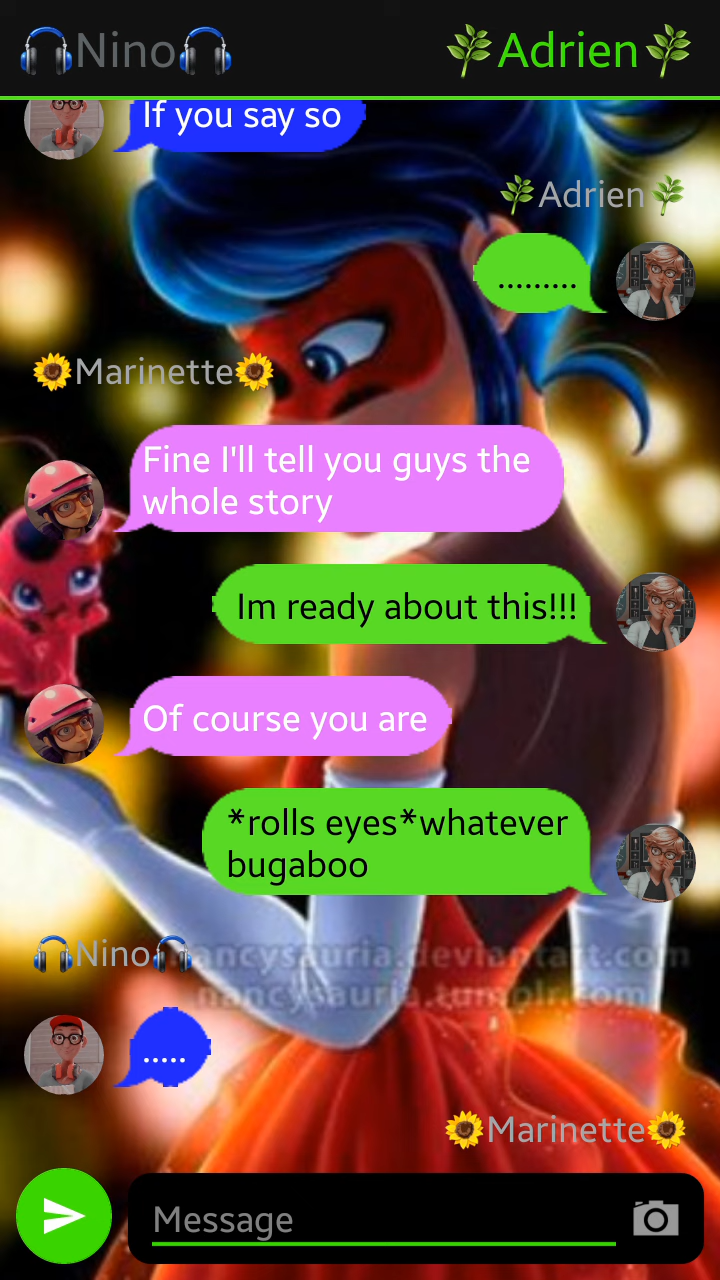 🎧Nino🎧 🌿Adrien🌿
If you say so
🌿Adrien🌿
.........
🌻Marinette🌻
Fine I'll tell you guys the
whole story
Im ready about this!!!
Of course you are
*rolls eyes*whatever
bugaboo
🎧Nino🎧
nancysauria.deviantart.com
nancysauria.tumblr.com
.....
🌻Marinette🌻
Message